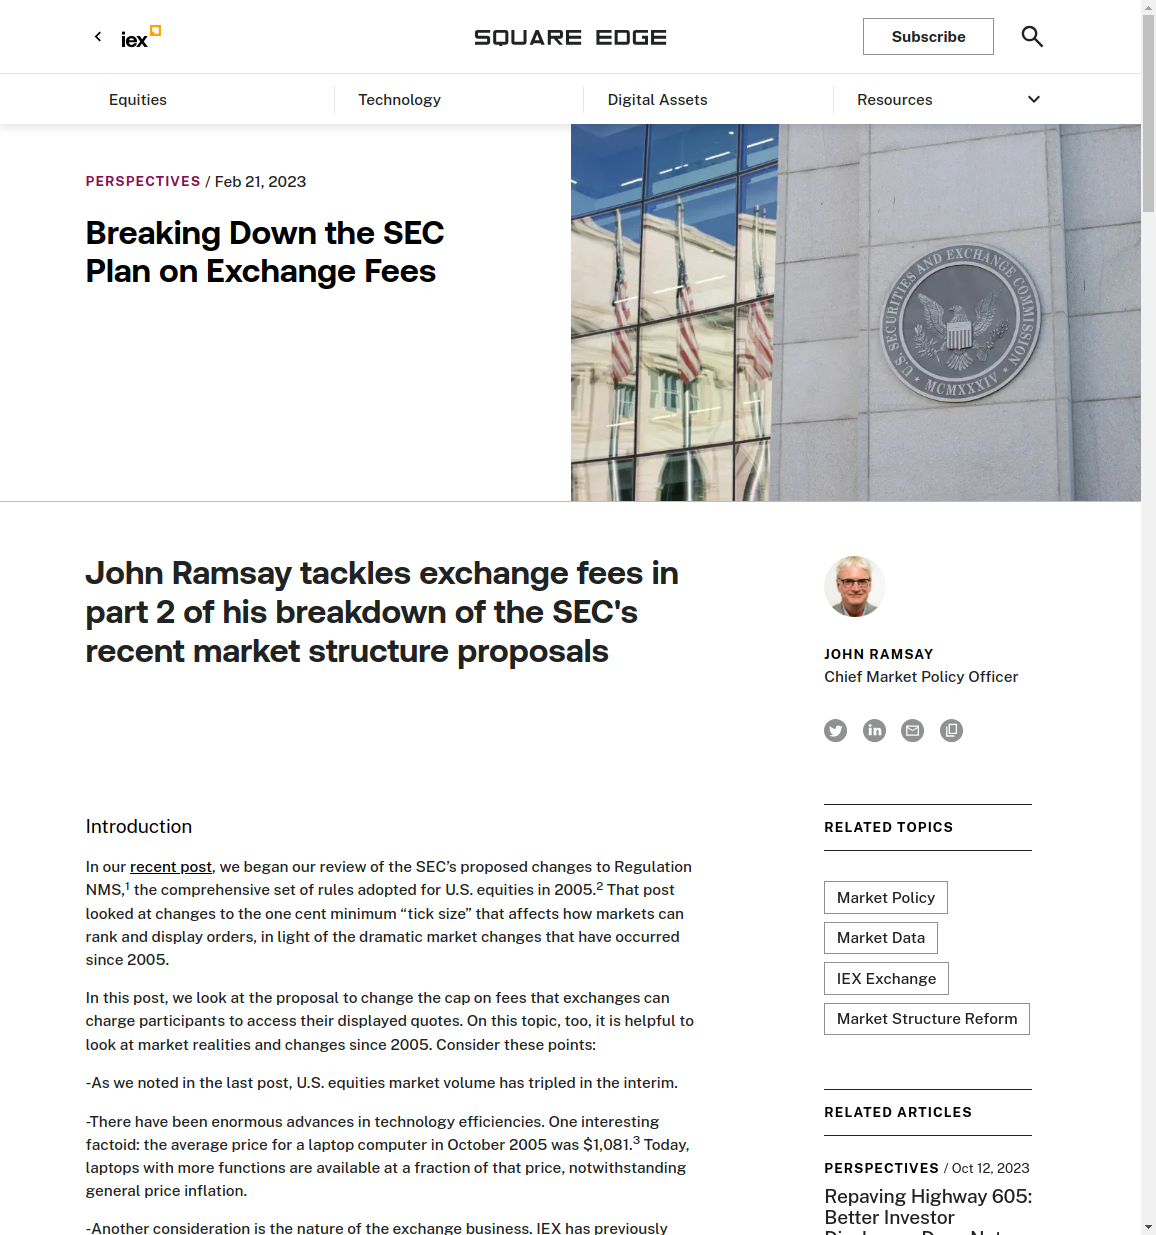 iex
SQUARE EDGE
Subscribe
Equities
Technology
Digital Assets
Resources
PERSPECTIVES / Feb 21, 2023
Breaking Down the SEC
Plan on Exchange Fees
U.S. SECURITIES AND EXCHANGE COMMISSION
MCMXXXIV
John Ramsay tackles exchange fees in
part 2 of his breakdown of the SEC's
recent market structure proposals
JOHN RAMSAY
Chief Market Policy Officer
Introduction
In our recent post, we began our review of the SEC’s proposed changes to Regulation
NMS,1 the comprehensive set of rules adopted for U.S. equities in 2005.2 That post
looked at changes to the one cent minimum “tick size” that affects how markets can
rank and display orders, in light of the dramatic market changes that have occurred
since 2005.
In this post, we look at the proposal to change the cap on fees that exchanges can
charge participants to access their displayed quotes. On this topic, too, it is helpful to
look at market realities and changes since 2005. Consider these points:
-As we noted in the last post, U.S. equities market volume has tripled in the interim.
-There have been enormous advances in technology efficiencies. One interesting
factoid: the average price for a laptop computer in October 2005 was $1,081.3 Today,
laptops with more functions are available at a fraction of that price, notwithstanding
general price inflation.
-Another consideration is the nature of the exchange business. IEX has previously
RELATED TOPICS
Market Policy
Market Data
IEX Exchange
Market Structure Reform
RELATED ARTICLES
PERSPECTIVES / Oct 12, 2023
Repaving Highway 605:
Better Investor